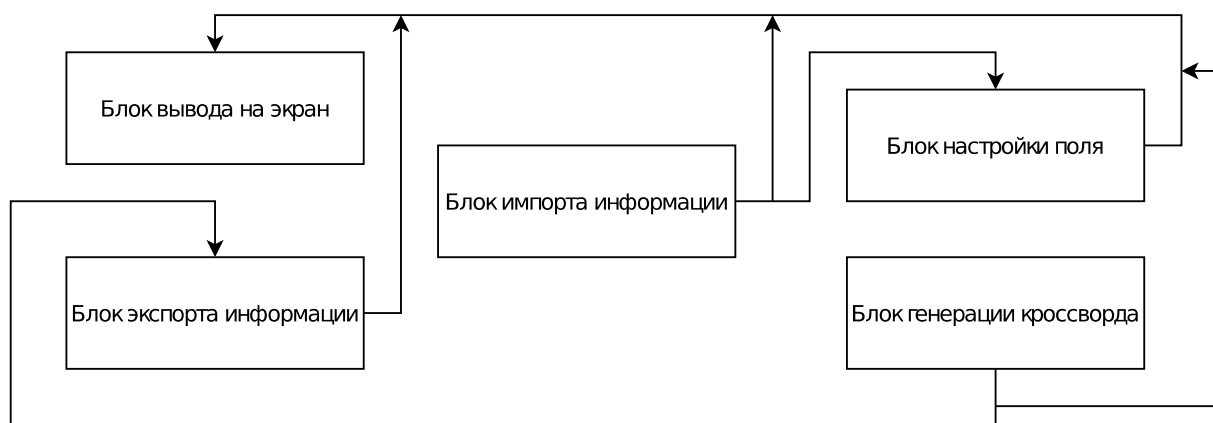 Блок вывода на экран
Блок настройки поля
Блок импорта информации
Блок экспорта информации
Блок генерации кроссворда